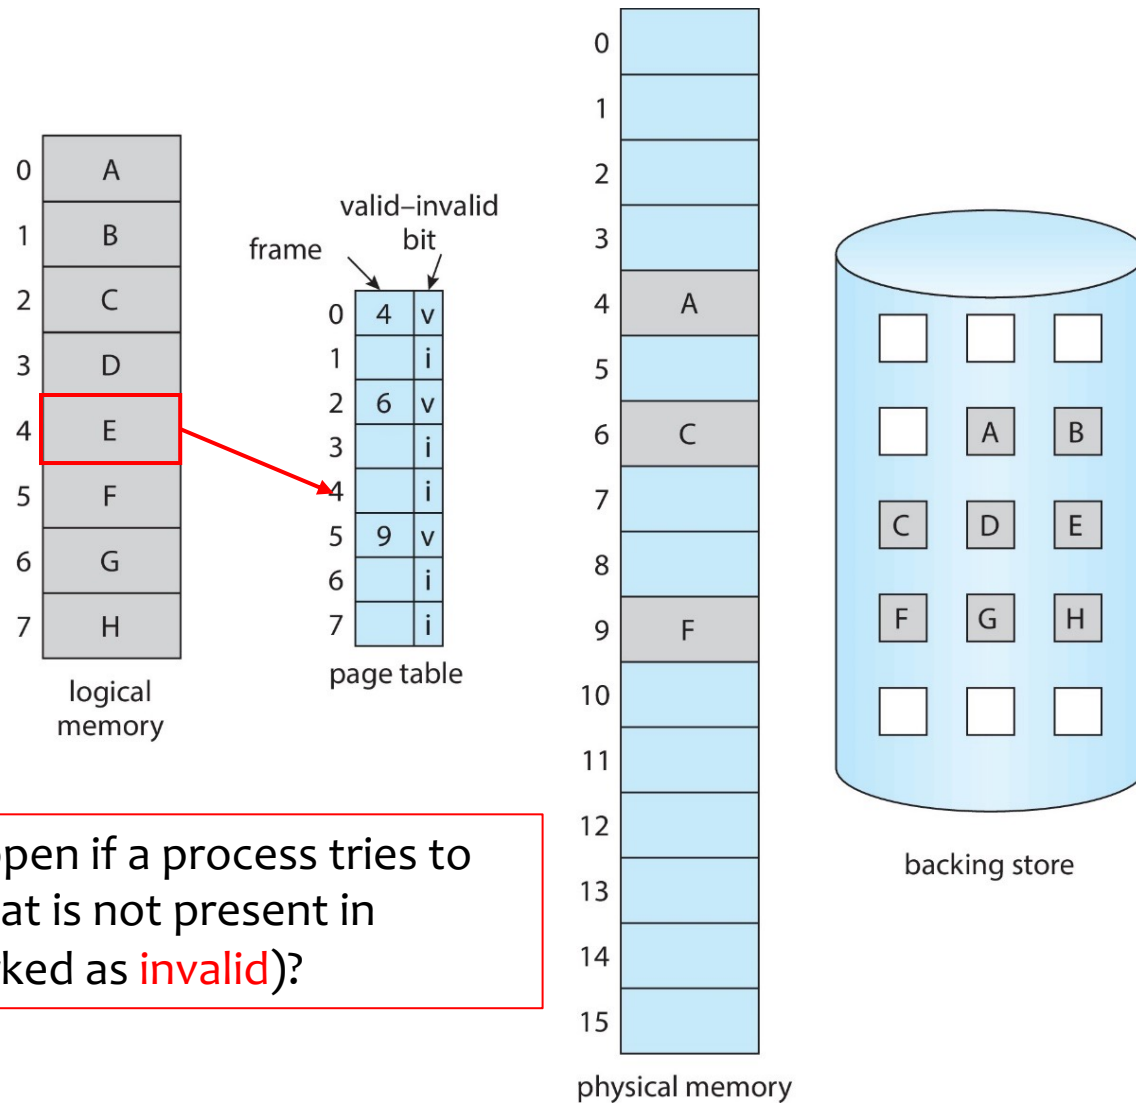 0
A
1
B
2
C
3
D
4
E
5
F
6
G
7
H
logical
memory
valid–invalid
bit
frame
0 4 v
1 i
2 6 v
3 i
4 i
5 9 v
6 i
7 i
page table
0
1
2
3
4 A
5
6 C
7
8
9 F
10
11
12
13
14
15
physical memory
A B
C D E
F G H
backing store
if a process tries to
is not present in
as invalid)?